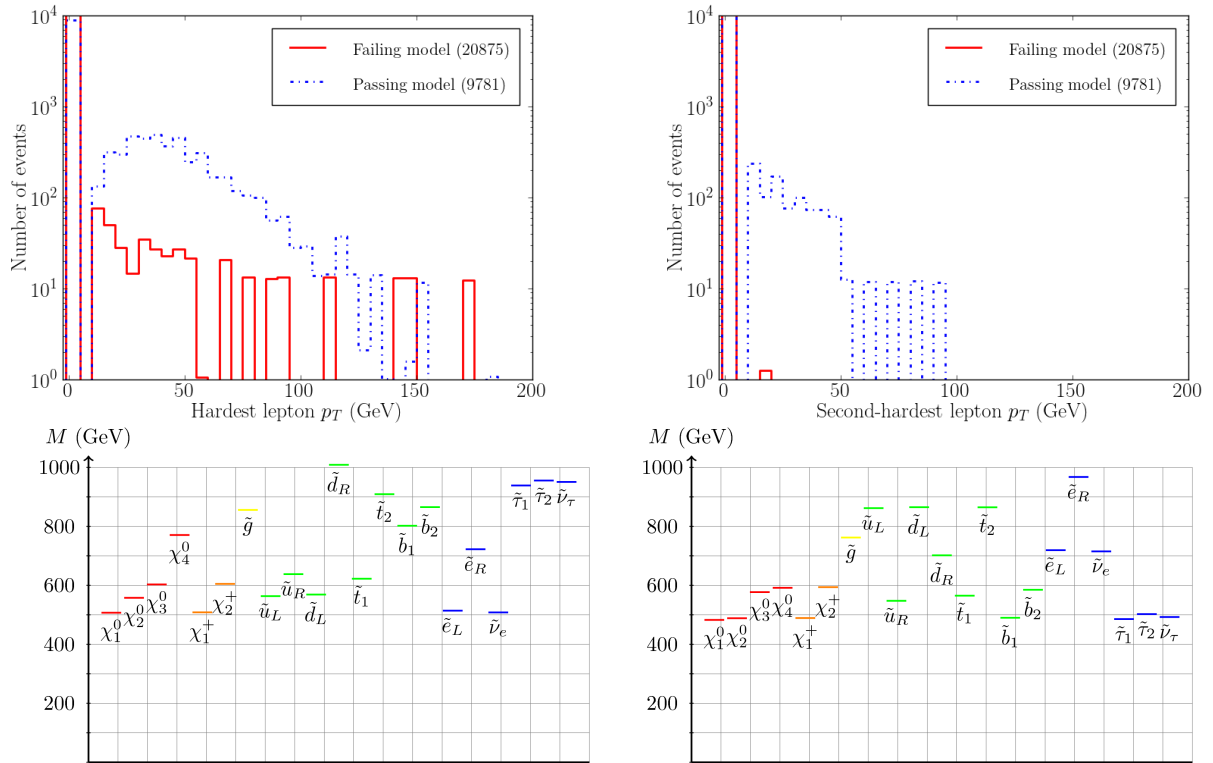 Number of events
10^4
10^3
10^2
10^1
10^0
Failing model (20875)
Passing model (9781)
0 50 100 150 200
Hardest lepton p_T (GeV)
Number of events
10^4
10^3
10^2
10^1
10^0
Failing model (20875)
Passing model (9781)
0 50 100 150 200
Second-hardest lepton p_T (GeV)
M (GeV)
1000
800
600
400
200
χ_1^0
χ_2^0
χ_3^0
χ_4^0
χ_1^+
χ_2^+
g̃
ũ_L
ũ_R
d̃_L
d̃_R
t̃_1
t̃_2
b̃_1
b̃_2
ẽ_L
ẽ_R
ν̃_e
τ̃_1
τ̃_2
ν̃_τ
M (GeV)
1000
800
600
400
200
χ_1^0
χ_2^0
χ_3^0
χ_4^0
χ_1^+
χ_2^+
g̃
ũ_L
ũ_R
d̃_L
d̃_R
t̃_1
t̃_2
b̃_1
b̃_2
ẽ_L
ẽ_R
ν̃_e
τ̃_1
τ̃_2
ν̃_τ